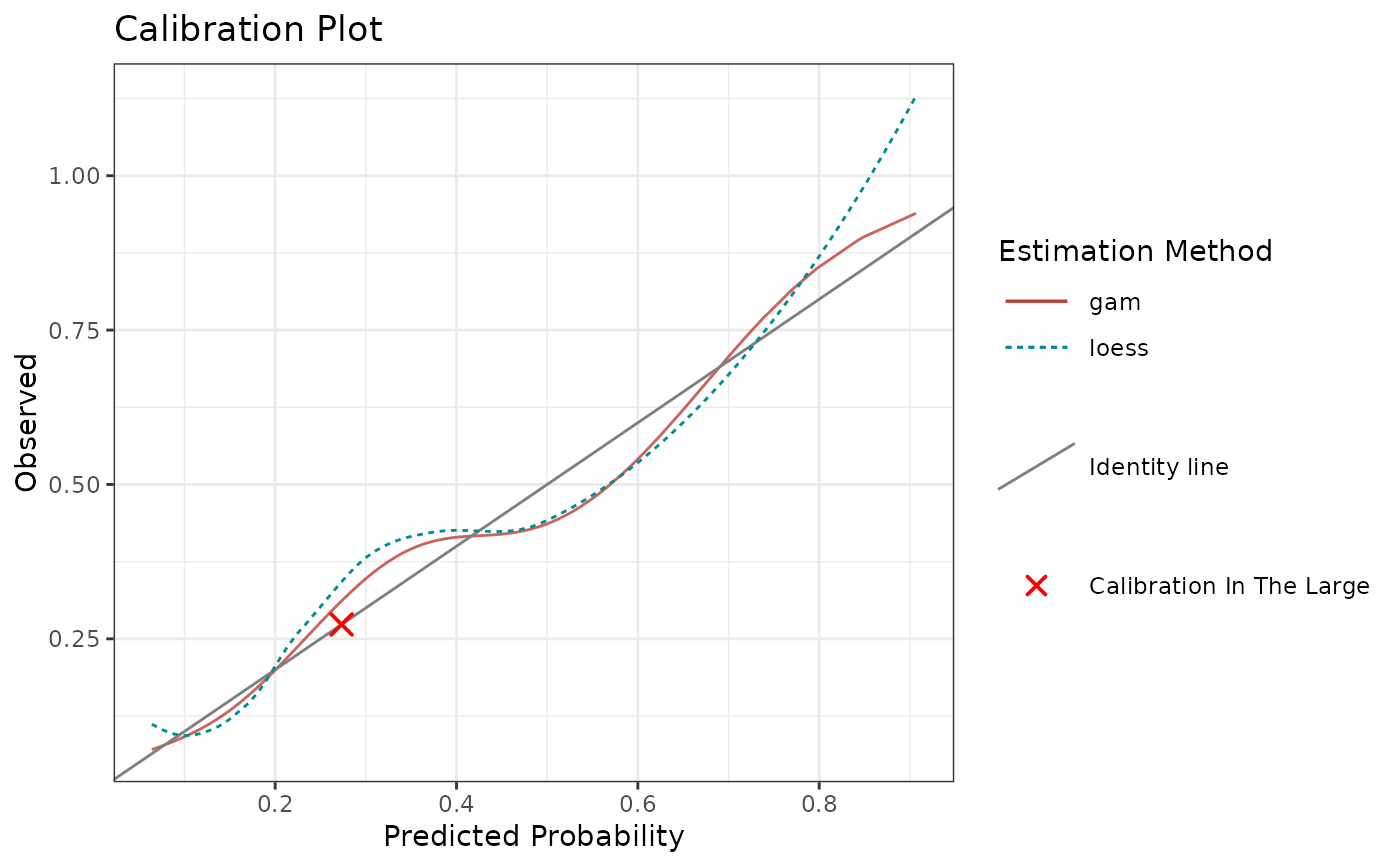 Calibration Plot
1.00
0.75
0.50
0.25
Observed
0.2 0.4 0.6 0.8
Predicted Probability
Estimation Method
gam
loess
Identity line
Calibration In The Large